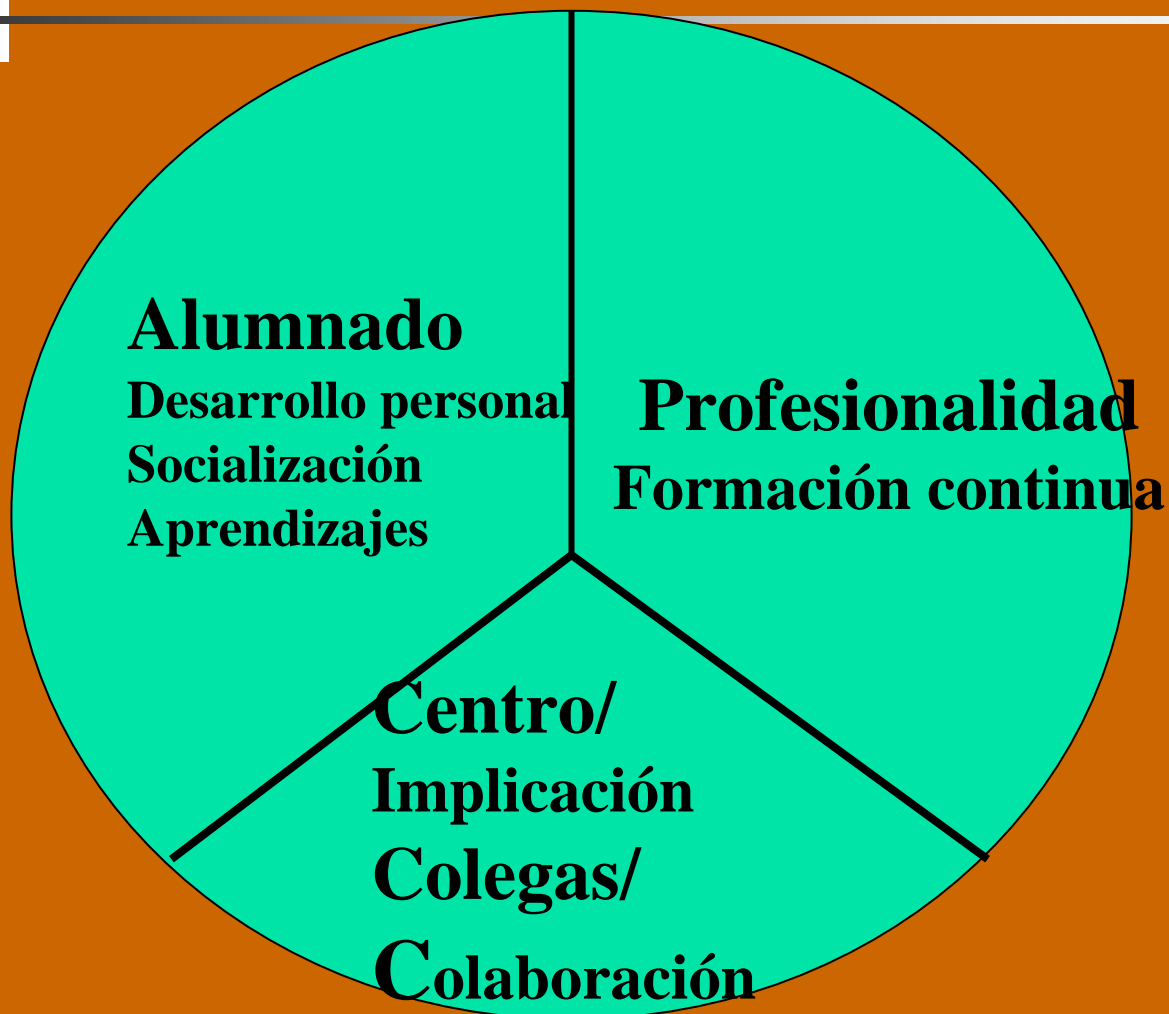 Alumnado
Desarrollo personal
Socialización
Aprendizajes
Profesionalidad
Formación continua
Centro/
Implicación
Colegas/
Colaboración